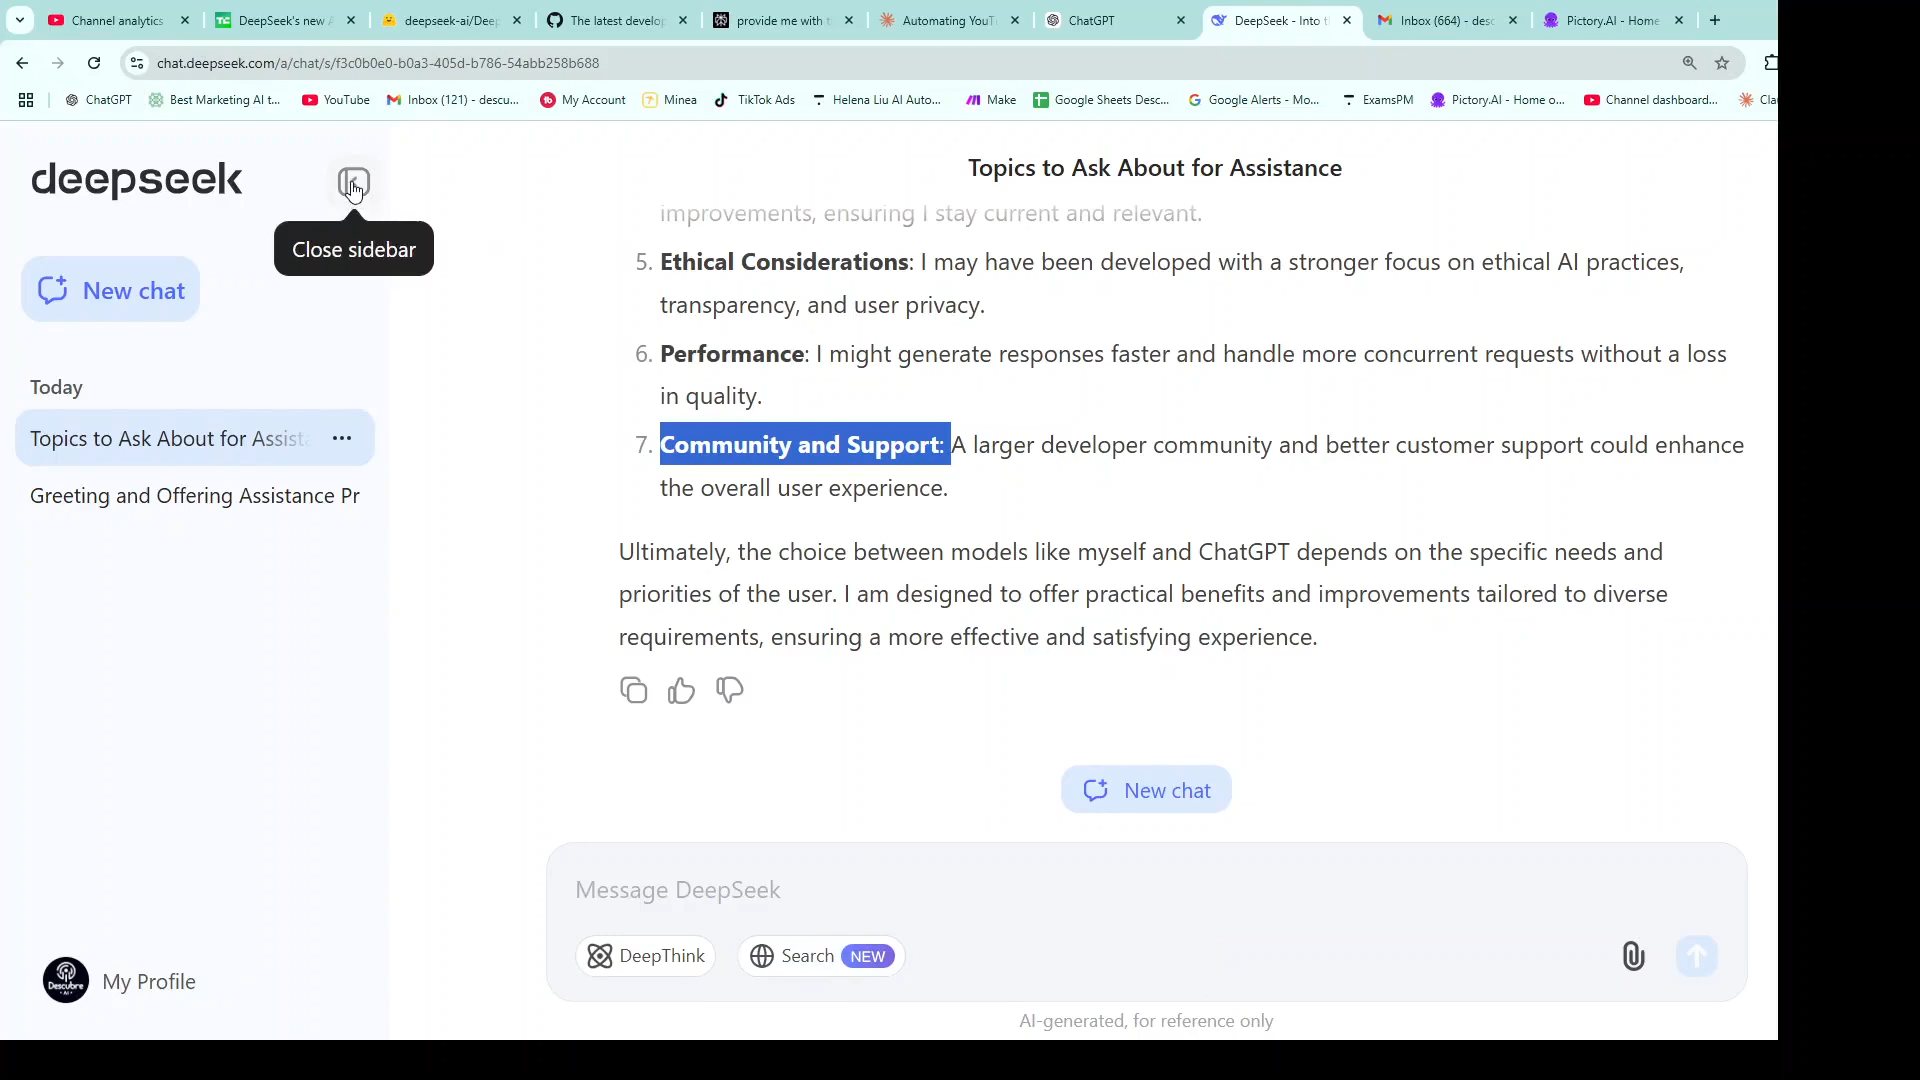 Channel analytics
DeepSeek's new
deepseek-ai/Deep
The latest develop
provide me with
Automating YouT
ChatGPT
DeepSeek - Into t
Inbox (664) - desc
Pictory.AI - Home
chat.deepseek.com/a/chat/s/f3c0b0e0-b0a3-405d-b786-54abb258b688
ChatGPT
Best Marketing AI t...
YouTube
Inbox (121) - descu...
My Account
Minea
TikTok Ads
Helena Liu AI Auto...
Make
Google Sheets Desc...
Google Alerts - Mo...
ExamsPM
Pictory.AI - Home o...
Channel dashboard...
Cla
deepseek
Close sidebar
New chat
Today
Topics to Ask About for Assista
Greeting and Offering Assistance Pr
Descubre
AI
My Profile
Topics to Ask About for Assistance
improvements, ensuring I stay current and relevant.
5. Ethical Considerations: I may have been developed with a stronger focus on ethical AI practices,
transparency, and user privacy.
6. Performance: I might generate responses faster and handle more concurrent requests without a loss
in quality.
7. Community and Support: A larger developer community and better customer support could enhance
the overall user experience.
Ultimately, the choice between models like myself and ChatGPT depends on the specific needs and
priorities of the user. I am designed to offer practical benefits and improvements tailored to diverse
requirements, ensuring a more effective and satisfying experience.
New chat
Message DeepSeek
DeepThink
Search NEW
AI-generated, for reference only